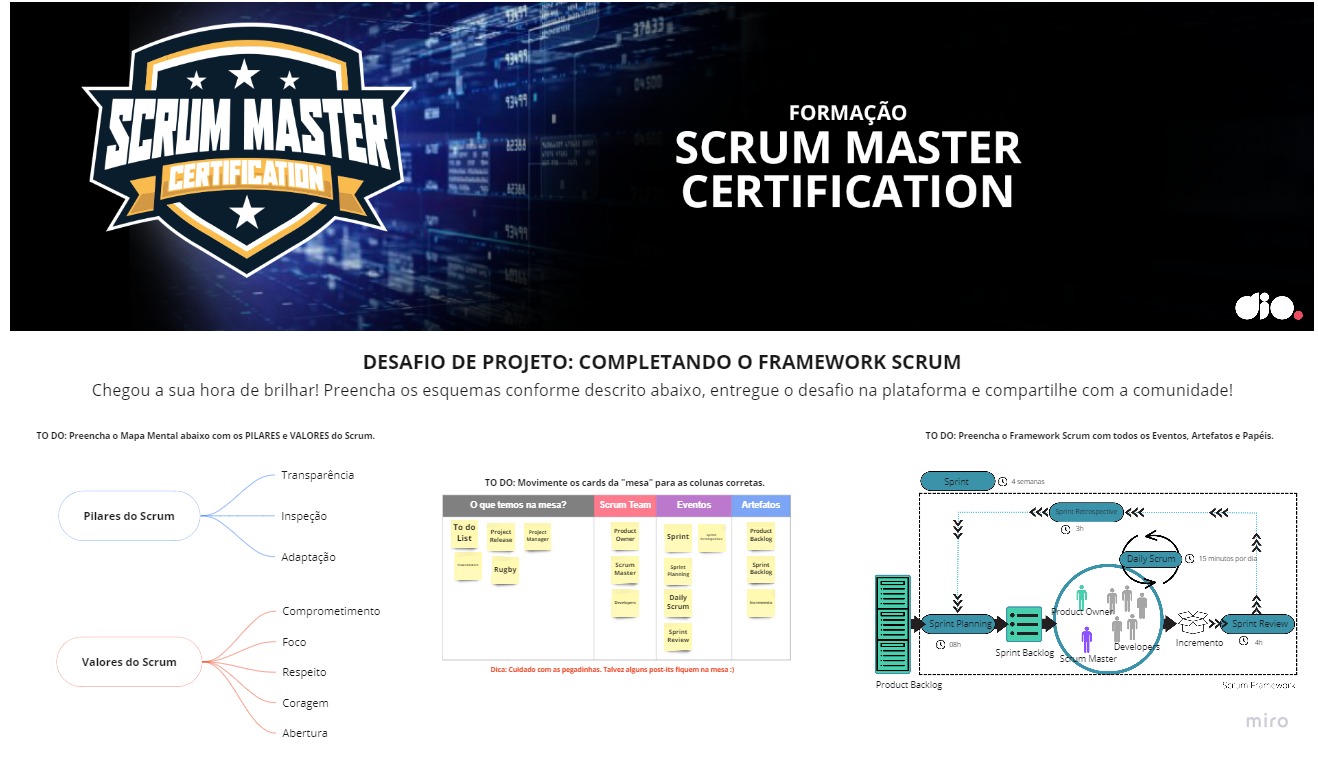 SCRUM MASTER
CERTIFICATION
FORMAÇÃO
SCRUM MASTER
CERTIFICATION
dio.
DESAFIO DE PROJETO: COMPLETANDO O FRAMEWORK SCRUM
Chegou a sua hora de brilhar! Preencha os esquemas conforme descrito abaixo, entregue o desafio na plataforma e compartilhe com a comunidade!
TO DO: Preencha o Mapa Mental abaixo com os PILARES e VALORES do Scrum.
Pilares do Scrum
Transparência
Inspeção
Adaptação
Valores do Scrum
Comprometimento
Foco
Respeito
Coragem
Abertura
TO DO: Movimente os cards da "mesa" para as colunas corretas.
O que temos na mesa?
Scrum Team
Eventos
Artefatos
To do
List
Project
Release
Project
Manager
Rugby
Product
Owner
Scrum
Master
Developers
Sprint
Sprint
Retrospective
Sprint
Planning
Daily
Scrum
Sprint
Review
Product
Backlog
Sprint
Backlog
Incremento
Dica: Cuidado com as pegadinhas. Talvez alguns post-its fiquem na mesa :)
TO DO: Preencha o Framework Scrum com todos os Eventos, Artefatos e Papéis.
Sprint
4 semanas
Sprint Retrospective
3h
Daily Scrum
15 minutos por dia
Product Owner
Sprint Planning
08h
Sprint Backlog
Scrum Master
Developers
Incremento
Sprint Review
4h
Product Backlog
Scrum Framework
miro